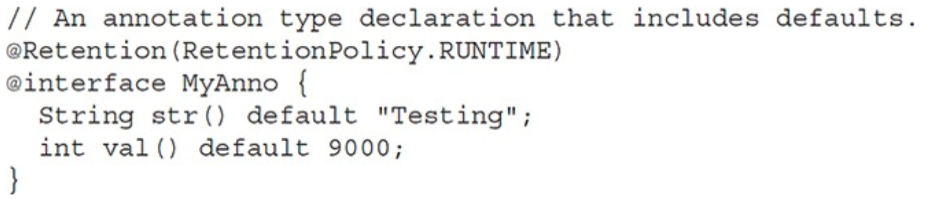 // An annotation type declaration that includes defaults.
@Retention(RetentionPolicy.RUNTIME)
@interface MyAnno {
  String str() default "Testing";
  int val() default 9000;
}